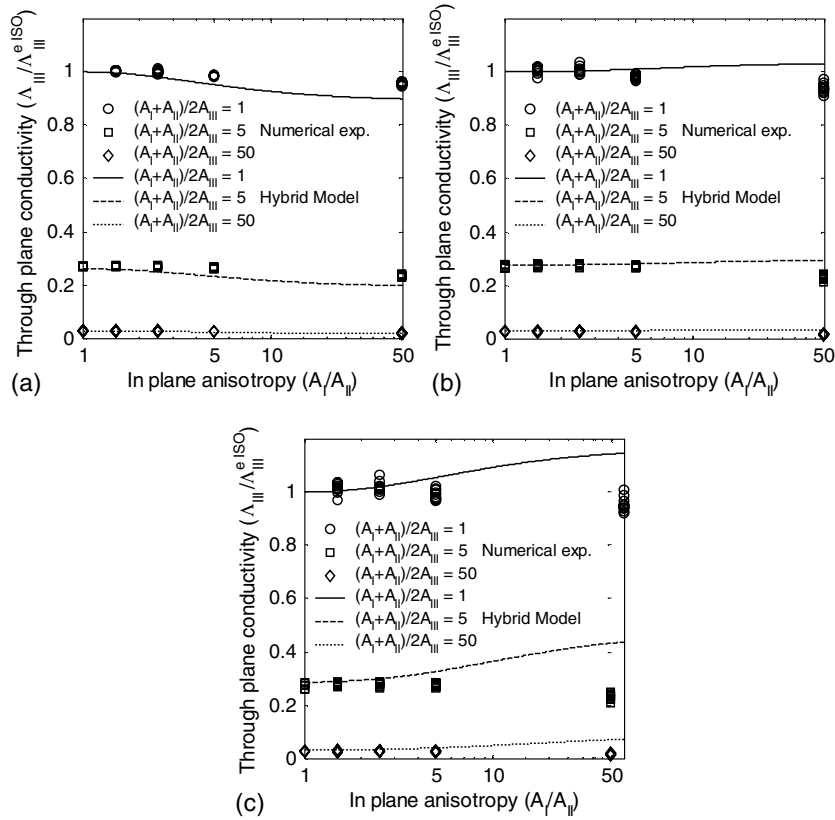 Through plane conductivity (Λ_III/Λ_III^e ISO)
1
0.8
0.6
0.4
0.2
0
(A_I+A_II)/2A_III = 1
(A_I+A_II)/2A_III = 5 Numerical exp.
(A_I+A_II)/2A_III = 50
(A_I+A_II)/2A_III = 1
(A_I+A_II)/2A_III = 5 Hybrid Model
(A_I+A_II)/2A_III = 50
1 5 10 50
In plane anisotropy (A_I/A_II)
(a)
Through plane conductivity (Λ_III/Λ_III^e ISO)
1
0.8
0.6
0.4
0.2
0
(A_I+A_II)/2A_III = 1
(A_I+A_II)/2A_III = 5 Numerical exp.
(A_I+A_II)/2A_III = 50
(A_I+A_II)/2A_III = 1
(A_I+A_II)/2A_III = 5 Hybrid Model
(A_I+A_II)/2A_III = 50
1 5 10 50
In plane anisotropy (A_I/A_II)
(b)
Through plane conductivity (Λ_III/Λ_III^e ISO)
1
0.8
0.6
0.4
0.2
0
(A_I+A_II)/2A_III = 1
(A_I+A_II)/2A_III = 5 Numerical exp.
(A_I+A_II)/2A_III = 50
(A_I+A_II)/2A_III = 1
(A_I+A_II)/2A_III = 5 Hybrid Model
(A_I+A_II)/2A_III = 50
1 5 10 50
In plane anisotropy (A_I/A_II)
(c)